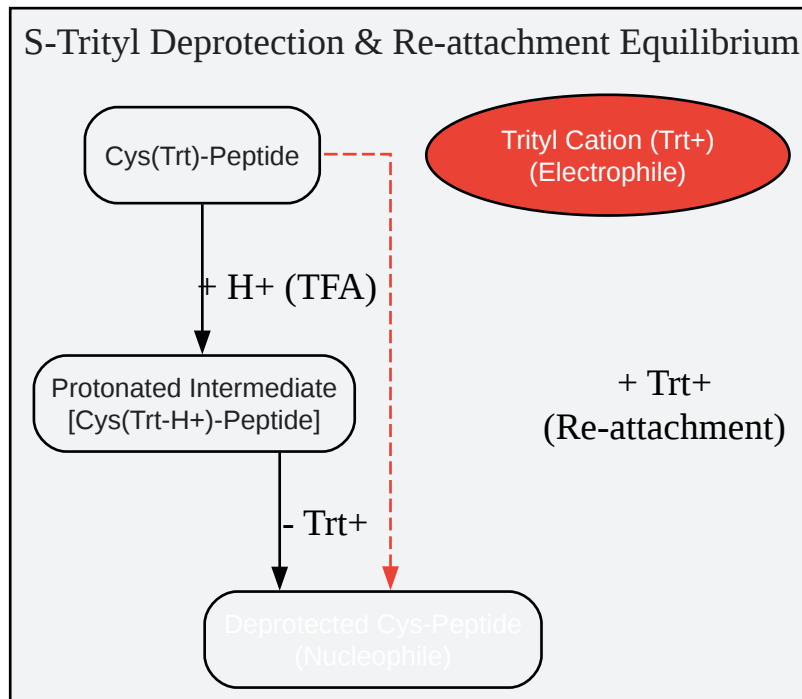 S-Trityl Deprotection & Re-attachment Equilibrium
Cys(Trt)-Peptide
Trityl Cation (Trt+)
(Electrophile)
+ H+ (TFA)
Protonated Intermediate
[Cys(Trt-H+)-Peptide]
+ Trt+
(Re-attachment)
- Trt+
Deprotected Cys-Peptide
(Nucleophile)